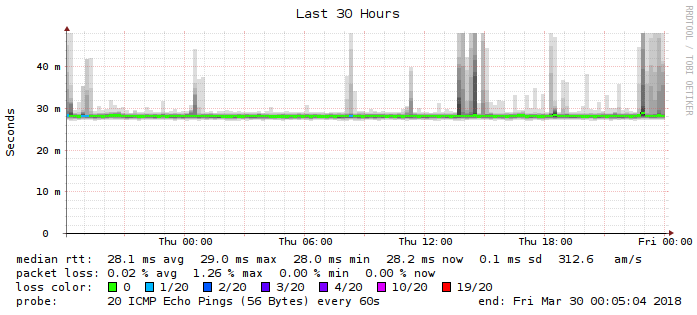 Last 30 Hours
RRDTOOL / TOBI OETIKER
Seconds
40 m
30 m
20 m
10 m
0
Thu 00:00 Thu 06:00 Thu 12:00 Thu 18:00 Fri 00:00
median rtt: 28.1 ms avg 29.0 ms max 28.0 ms min 28.2 ms now 0.1 ms sd 312.6 am/s
packet loss: 0.02 % avg 1.26 % max 0.00 % min 0.00 % now
loss color: 0 1/20 2/20 3/20 4/20 10/20 19/20
probe: 20 ICMP Echo Pings (56 Bytes) every 60s end: Fri Mar 30 00:05:04 2018